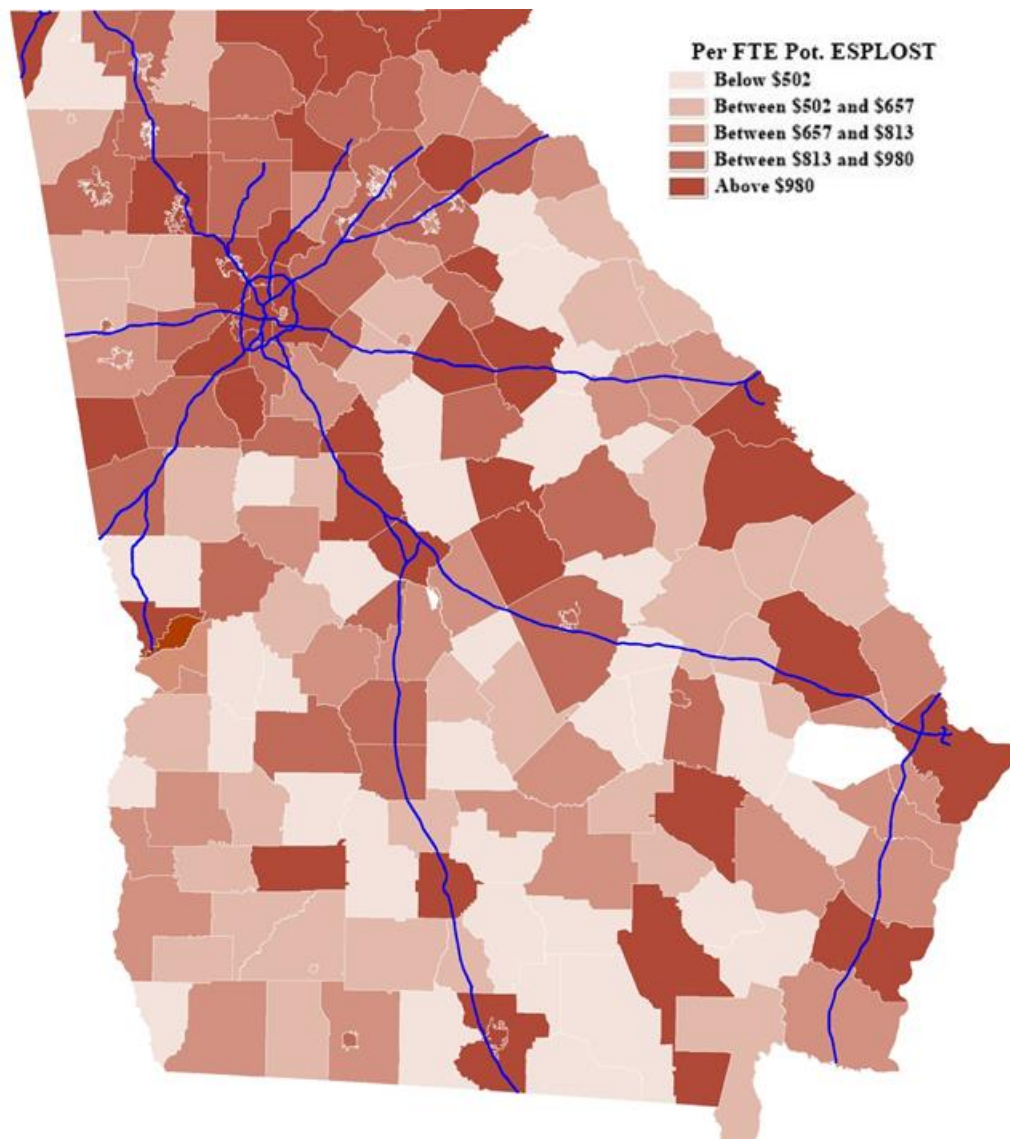 Per FTE Pot. ESPLOST
Below $502
Between $502 and $657
Between $657 and $813
Between $813 and $980
Above $980